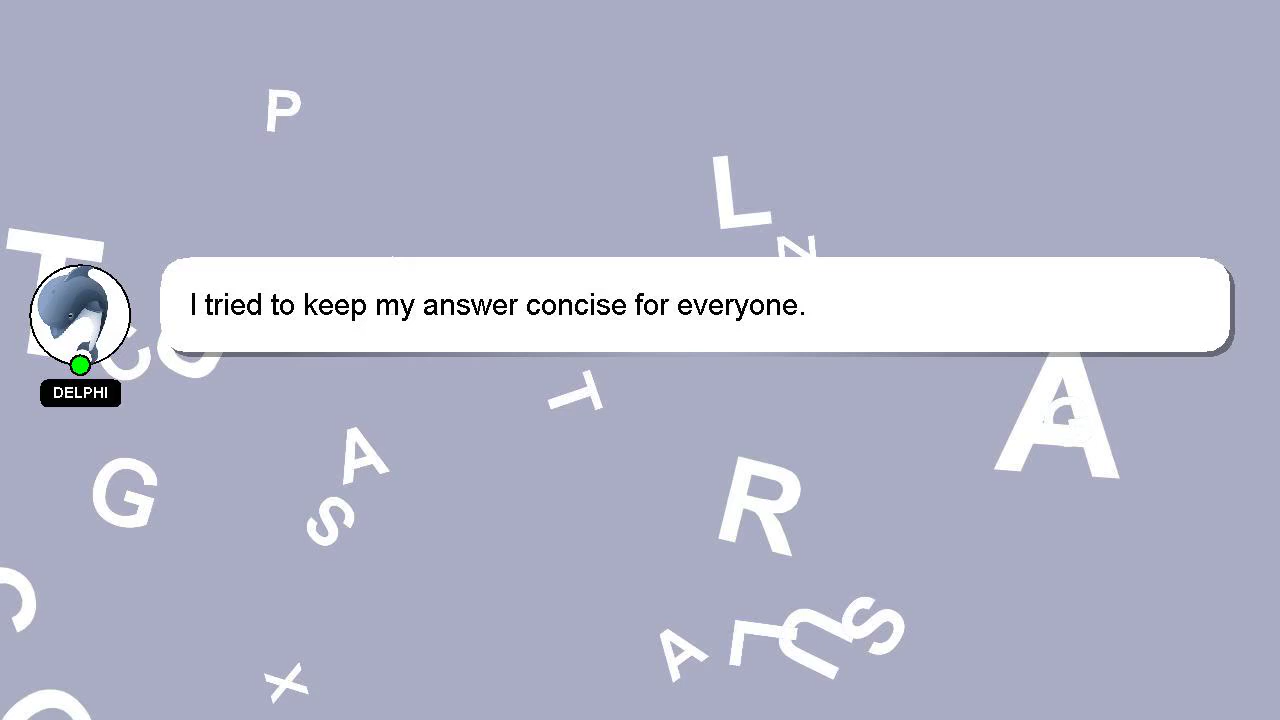 P
L
Z
T
I tried to keep my answer concise for everyone.
DELPHI
T
A
G
A
S
R
C
A
L
U
S
X